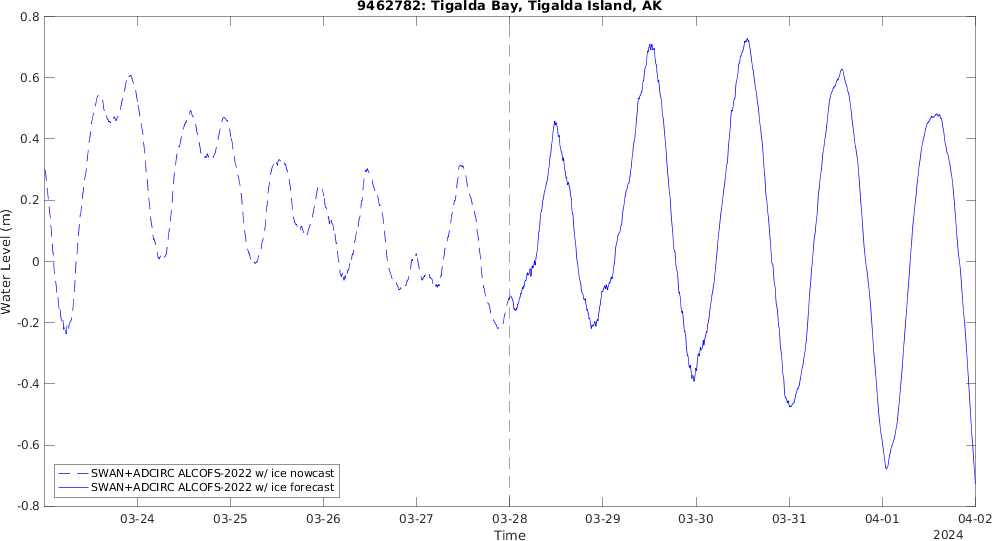 9462782: Tigalda Bay, Tigalda Island, AK
Water Level (m)
0.8
0.6
0.4
0.2
0
-0.2
-0.4
-0.6
-0.8
SWAN+ADCIRC ALCOFS-2022 w/ ice nowcast
SWAN+ADCIRC ALCOFS-2022 w/ ice forecast
03-24 03-25 03-26 03-27 03-28 03-29 03-30 03-31 04-01 04-02
Time
2024